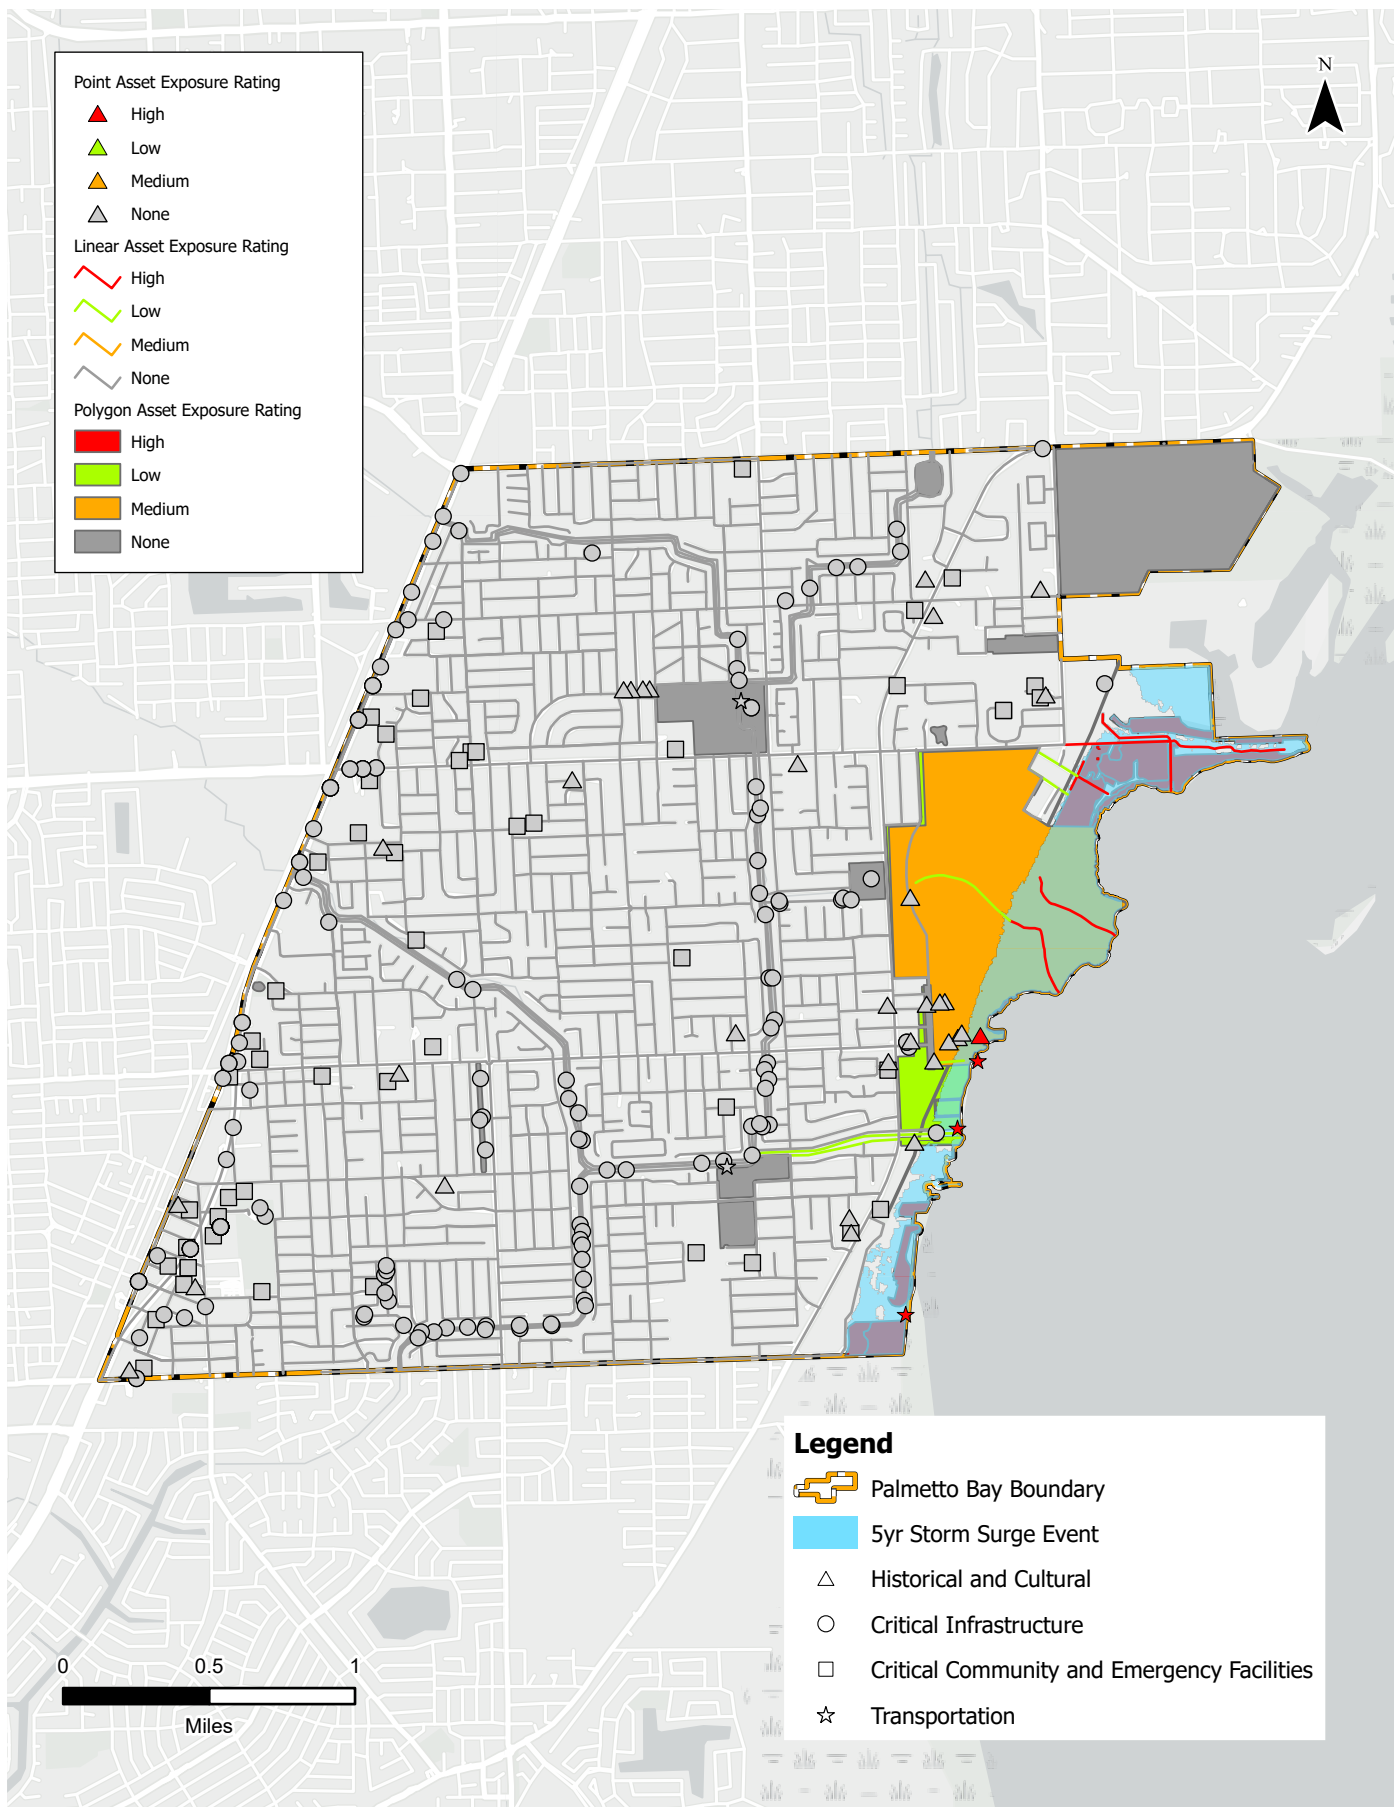 Point Asset Exposure Rating
High
Low
Medium
None
Linear Asset Exposure Rating
High
Low
Medium
None
Polygon Asset Exposure Rating
High
Low
Medium
None
N
Legend
Palmetto Bay Boundary
5yr Storm Surge Event
Historical and Cultural
Critical Infrastructure
Critical Community and Emergency Facilities
Transportation
0 0.5 1
Miles